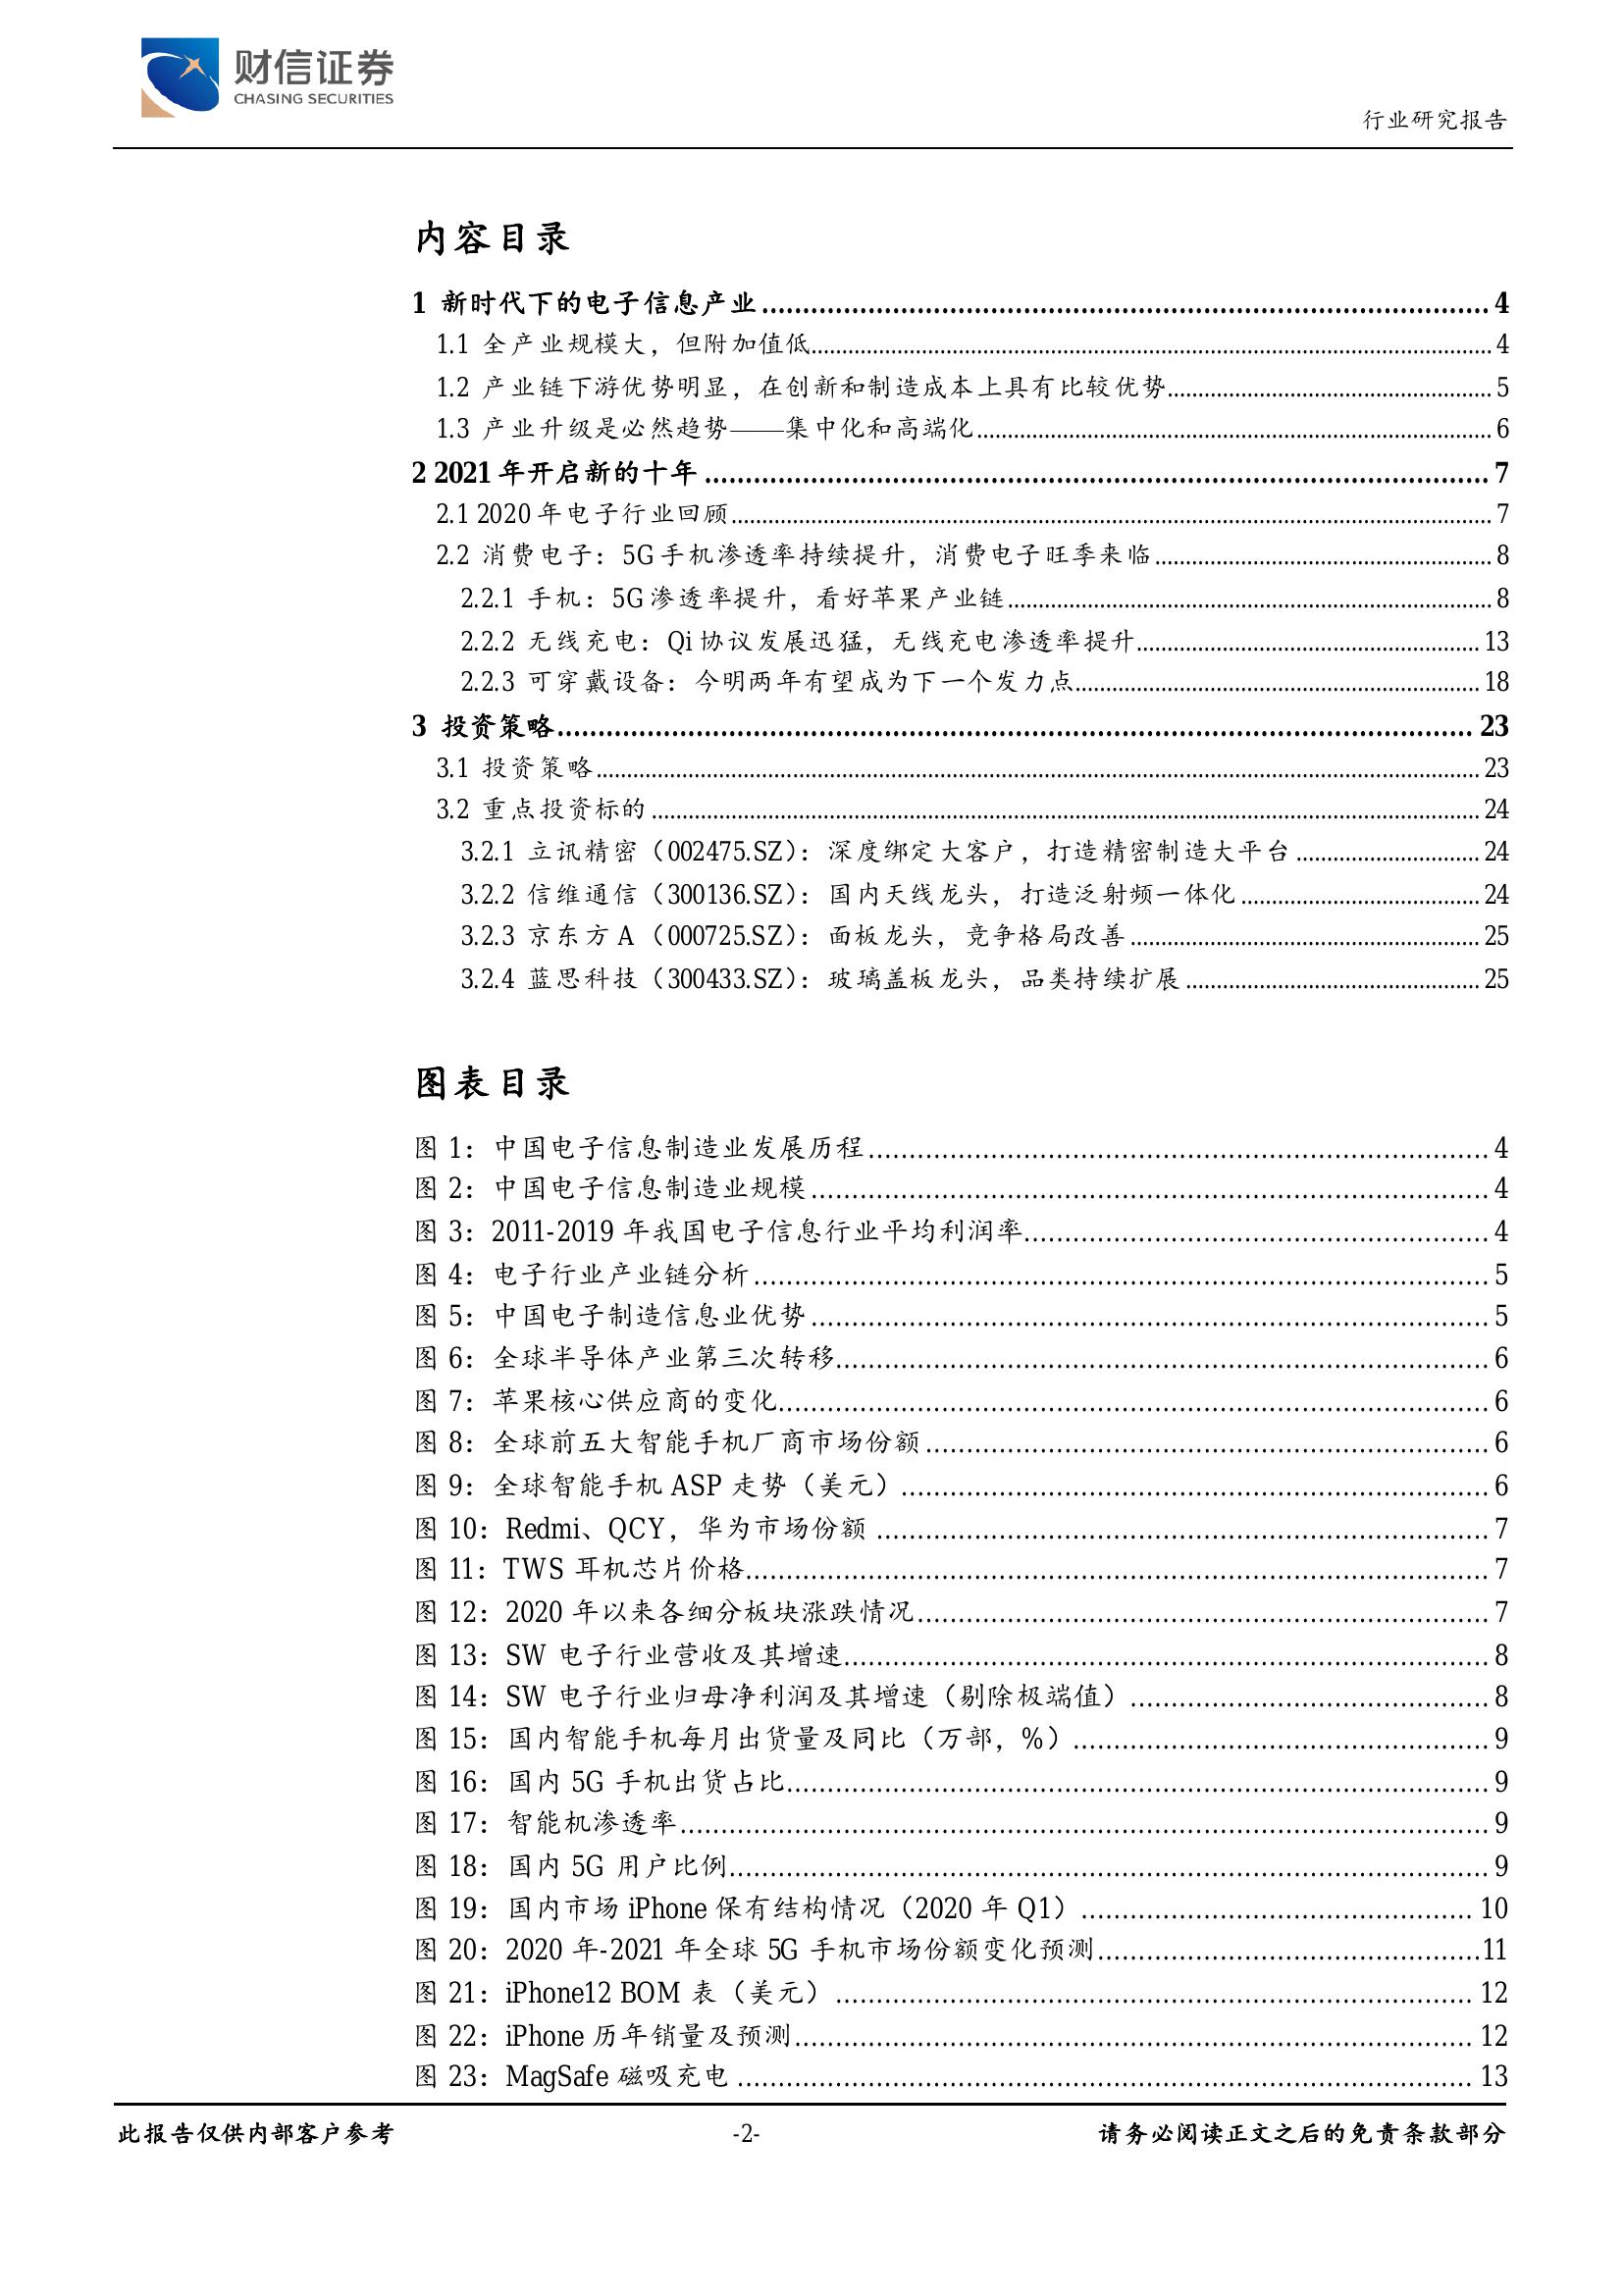 财信证券
CHASING SECURITIES
行业研究报告
内容目录
1 新时代下的电子信息产业 4
1.1 全产业规模大，但附加值低 4
1.2 产业链下游优势明显，在创新和制造成本上具有比较优势 5
1.3 产业升级是必然趋势——集中化和高端化 6
2 2021 年开启新的十年 7
2.1 2020 年电子行业回顾 7
2.2 消费电子：5G 手机渗透率持续提升，消费电子旺季来临 8
2.2.1 手机：5G 渗透率提升，看好苹果产业链 8
2.2.2 无线充电：Qi 协议发展迅猛，无线充电渗透率提升 13
2.2.3 可穿戴设备：今明两年有望成为下一个发力点 18
3 投资策略 23
3.1 投资策略 23
3.2 重点投资标的 24
3.2.1 立讯精密（002475.SZ）：深度绑定大客户，打造精密制造大平台 24
3.2.2 信维通信（300136.SZ）：国内天线龙头，打造泛射频一体化 24
3.2.3 京东方 A（000725.SZ）：面板龙头，竞争格局改善 25
3.2.4 蓝思科技（300433.SZ）：玻璃盖板龙头，品类持续扩展 25
图表目录
图 1：中国电子信息制造业发展历程 4
图 2：中国电子信息制造业规模 4
图 3：2011-2019 年我国电子信息行业平均利润率 4
图 4：电子行业产业链分析 5
图 5：中国电子制造信息业优势 5
图 6：全球半导体产业第三次转移 6
图 7：苹果核心供应商的变化 6
图 8：全球前五大智能手机厂商市场份额 6
图 9：全球智能手机 ASP 走势（美元） 6
图 10：Redmi、QCY，华为市场份额 7
图 11：TWS 耳机芯片价格 7
图 12：2020 年以来各细分板块涨跌情况 7
图 13：SW 电子行业营收及其增速 8
图 14：SW 电子行业归母净利润及其增速（剔除极端值） 8
图 15：国内智能手机每月出货量及同比（万部，%） 9
图 16：国内 5G 手机出货占比 9
图 17：智能机渗透率 9
图 18：国内 5G 用户比例 9
图 19：国内市场 iPhone 保有结构情况（2020 年 Q1） 10
图 20：2020 年-2021 年全球 5G 手机市场份额变化预测 11
图 21：iPhone12 BOM 表（美元） 12
图 22：iPhone 历年销量及预测 12
图 23：MagSafe 磁吸充电 13
此报告仅供内部客户参考 -2- 请务必阅读正文之后的免责条款部分